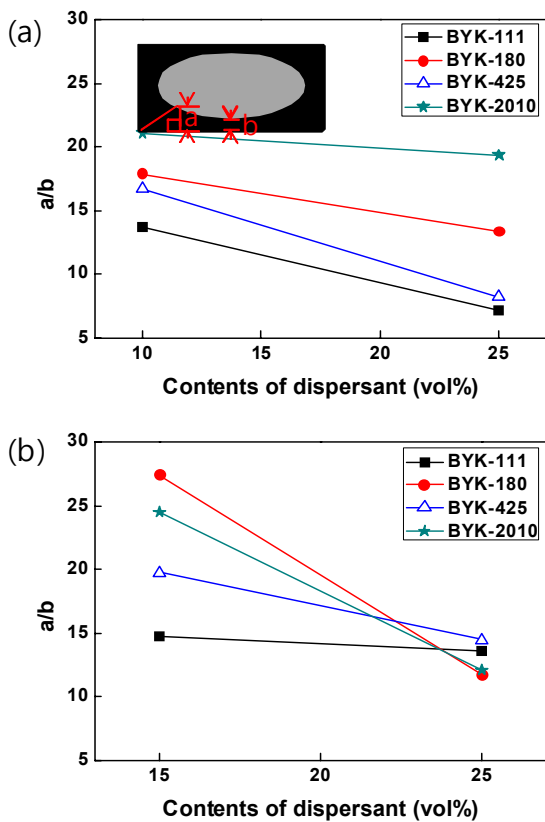 (a)
30
25
20
15
10
5
a/b
BYK-111
BYK-180
BYK-425
BYK-2010
a
b
10
15
20
25
Contents of dispersant (vol%)
(b)
30
25
20
15
10
5
a/b
BYK-111
BYK-180
BYK-425
BYK-2010
15
20
25
Contents of dispersant (vol%)